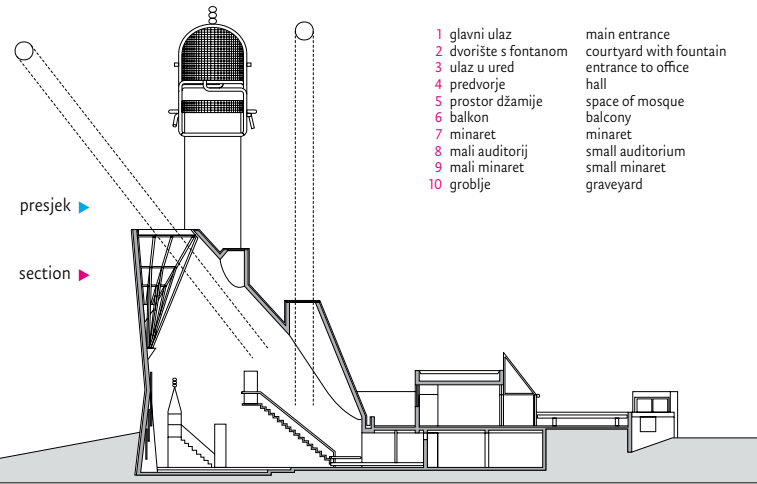 1 glavni ulaz main entrance
2 dvorište s fontanom courtyard with fountain
3 ulaz u ured entrance to office
4 predvorje hall
5 prostor džamije space of mosque
6 balkon balcony
7 minaret minaret
8 mali auditorij small auditorium
9 mali minaret small minaret
10 groblje graveyard
presjek
section